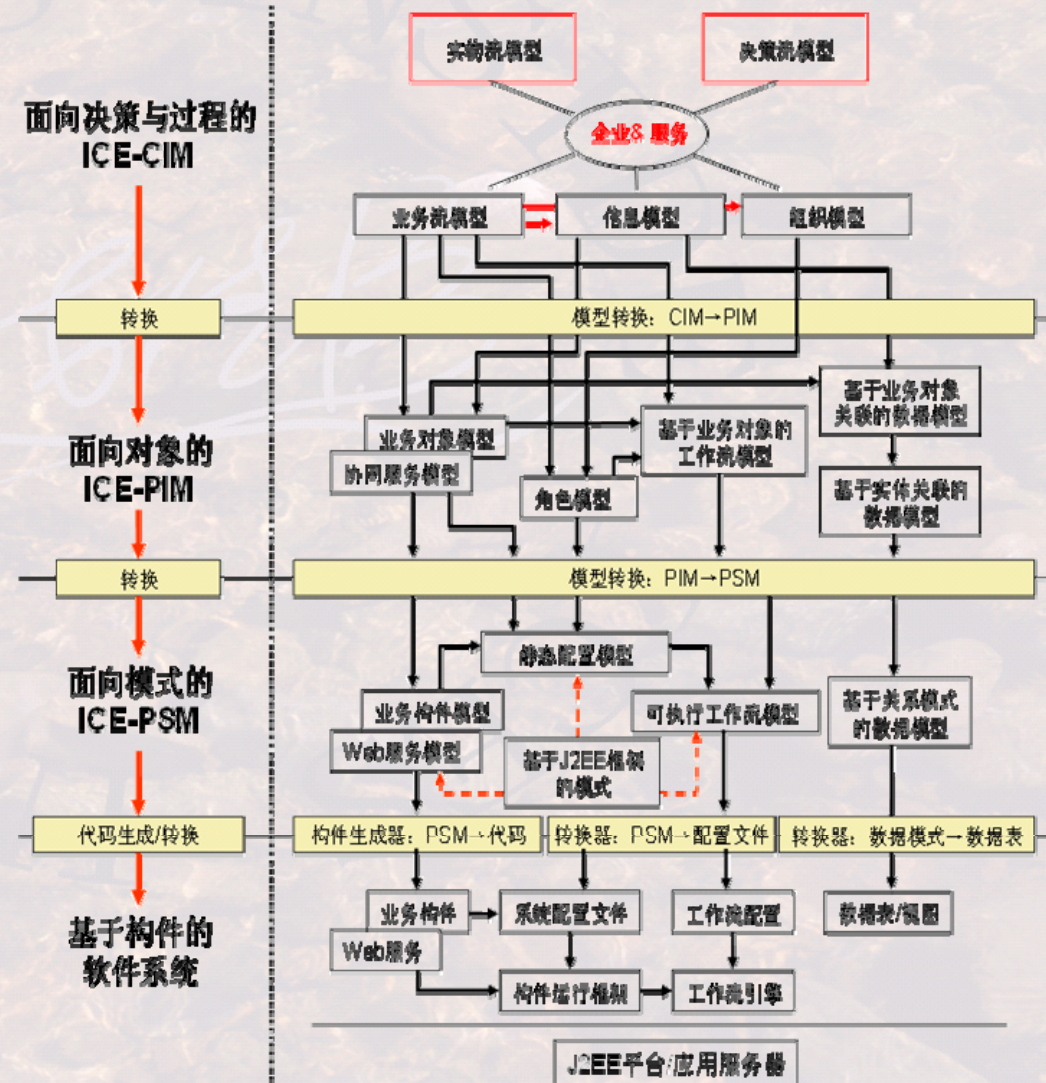 实物流模型
决策流模型
面向决策与过程的
ICE-CIM
企业& 服务
业务流模型
信息模型
组织模型
转换
模型转换：CIM→PIM
面向对象的
ICE-PIM
业务对象模型
协同服务模型
角色模型
基于业务对象的
工作流模型
基于业务对象
关联的数据模型
基于实体关联的
数据模型
转换
模型转换：PIM→PSM
面向模式的
ICE-PSM
静态配置模型
业务构件模型
Web服务模型
基于J2EE框架
的模式
可执行工作流模型
基于关系模式
的数据模型
代码生成/转换
构件生成器：PSM→代码
转换器：PSM→配置文件
转换器：数据模式→数据表
基于构件的
软件系统
业务构件
Web服务
系统配置文件
工作流配置
数据表/视图
构件运行框架
工作流引擎
J2EE平台/应用服务器